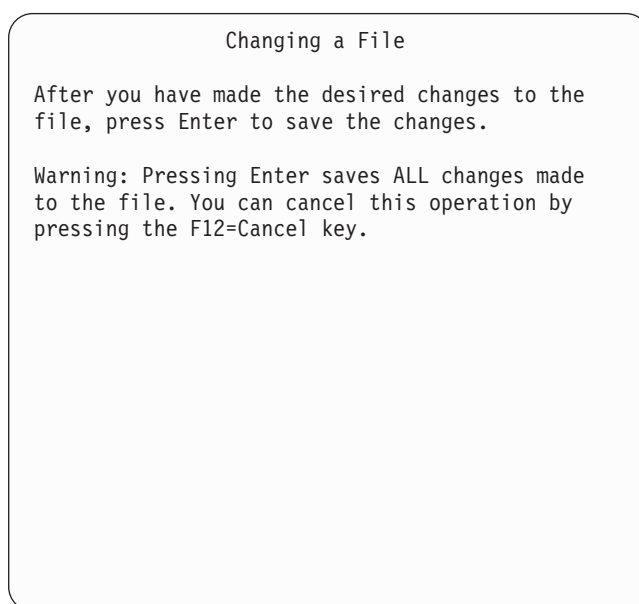 Changing a File
After you have made the desired changes to the
file, press Enter to save the changes.
Warning: Pressing Enter saves ALL changes made
to the file. You can cancel this operation by
pressing the F12=Cancel key.